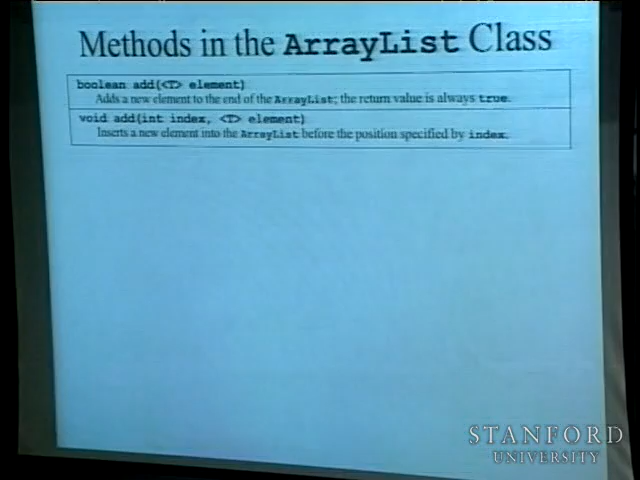 Methods in the ArrayList Class
boolean add(<T> element)
Adds a new element to the end of the ArrayList; the return value is always true.
void add(int index, <T> element)
Inserts a new element into the ArrayList before the position specified by index.
STANFORD
UNIVERSITY